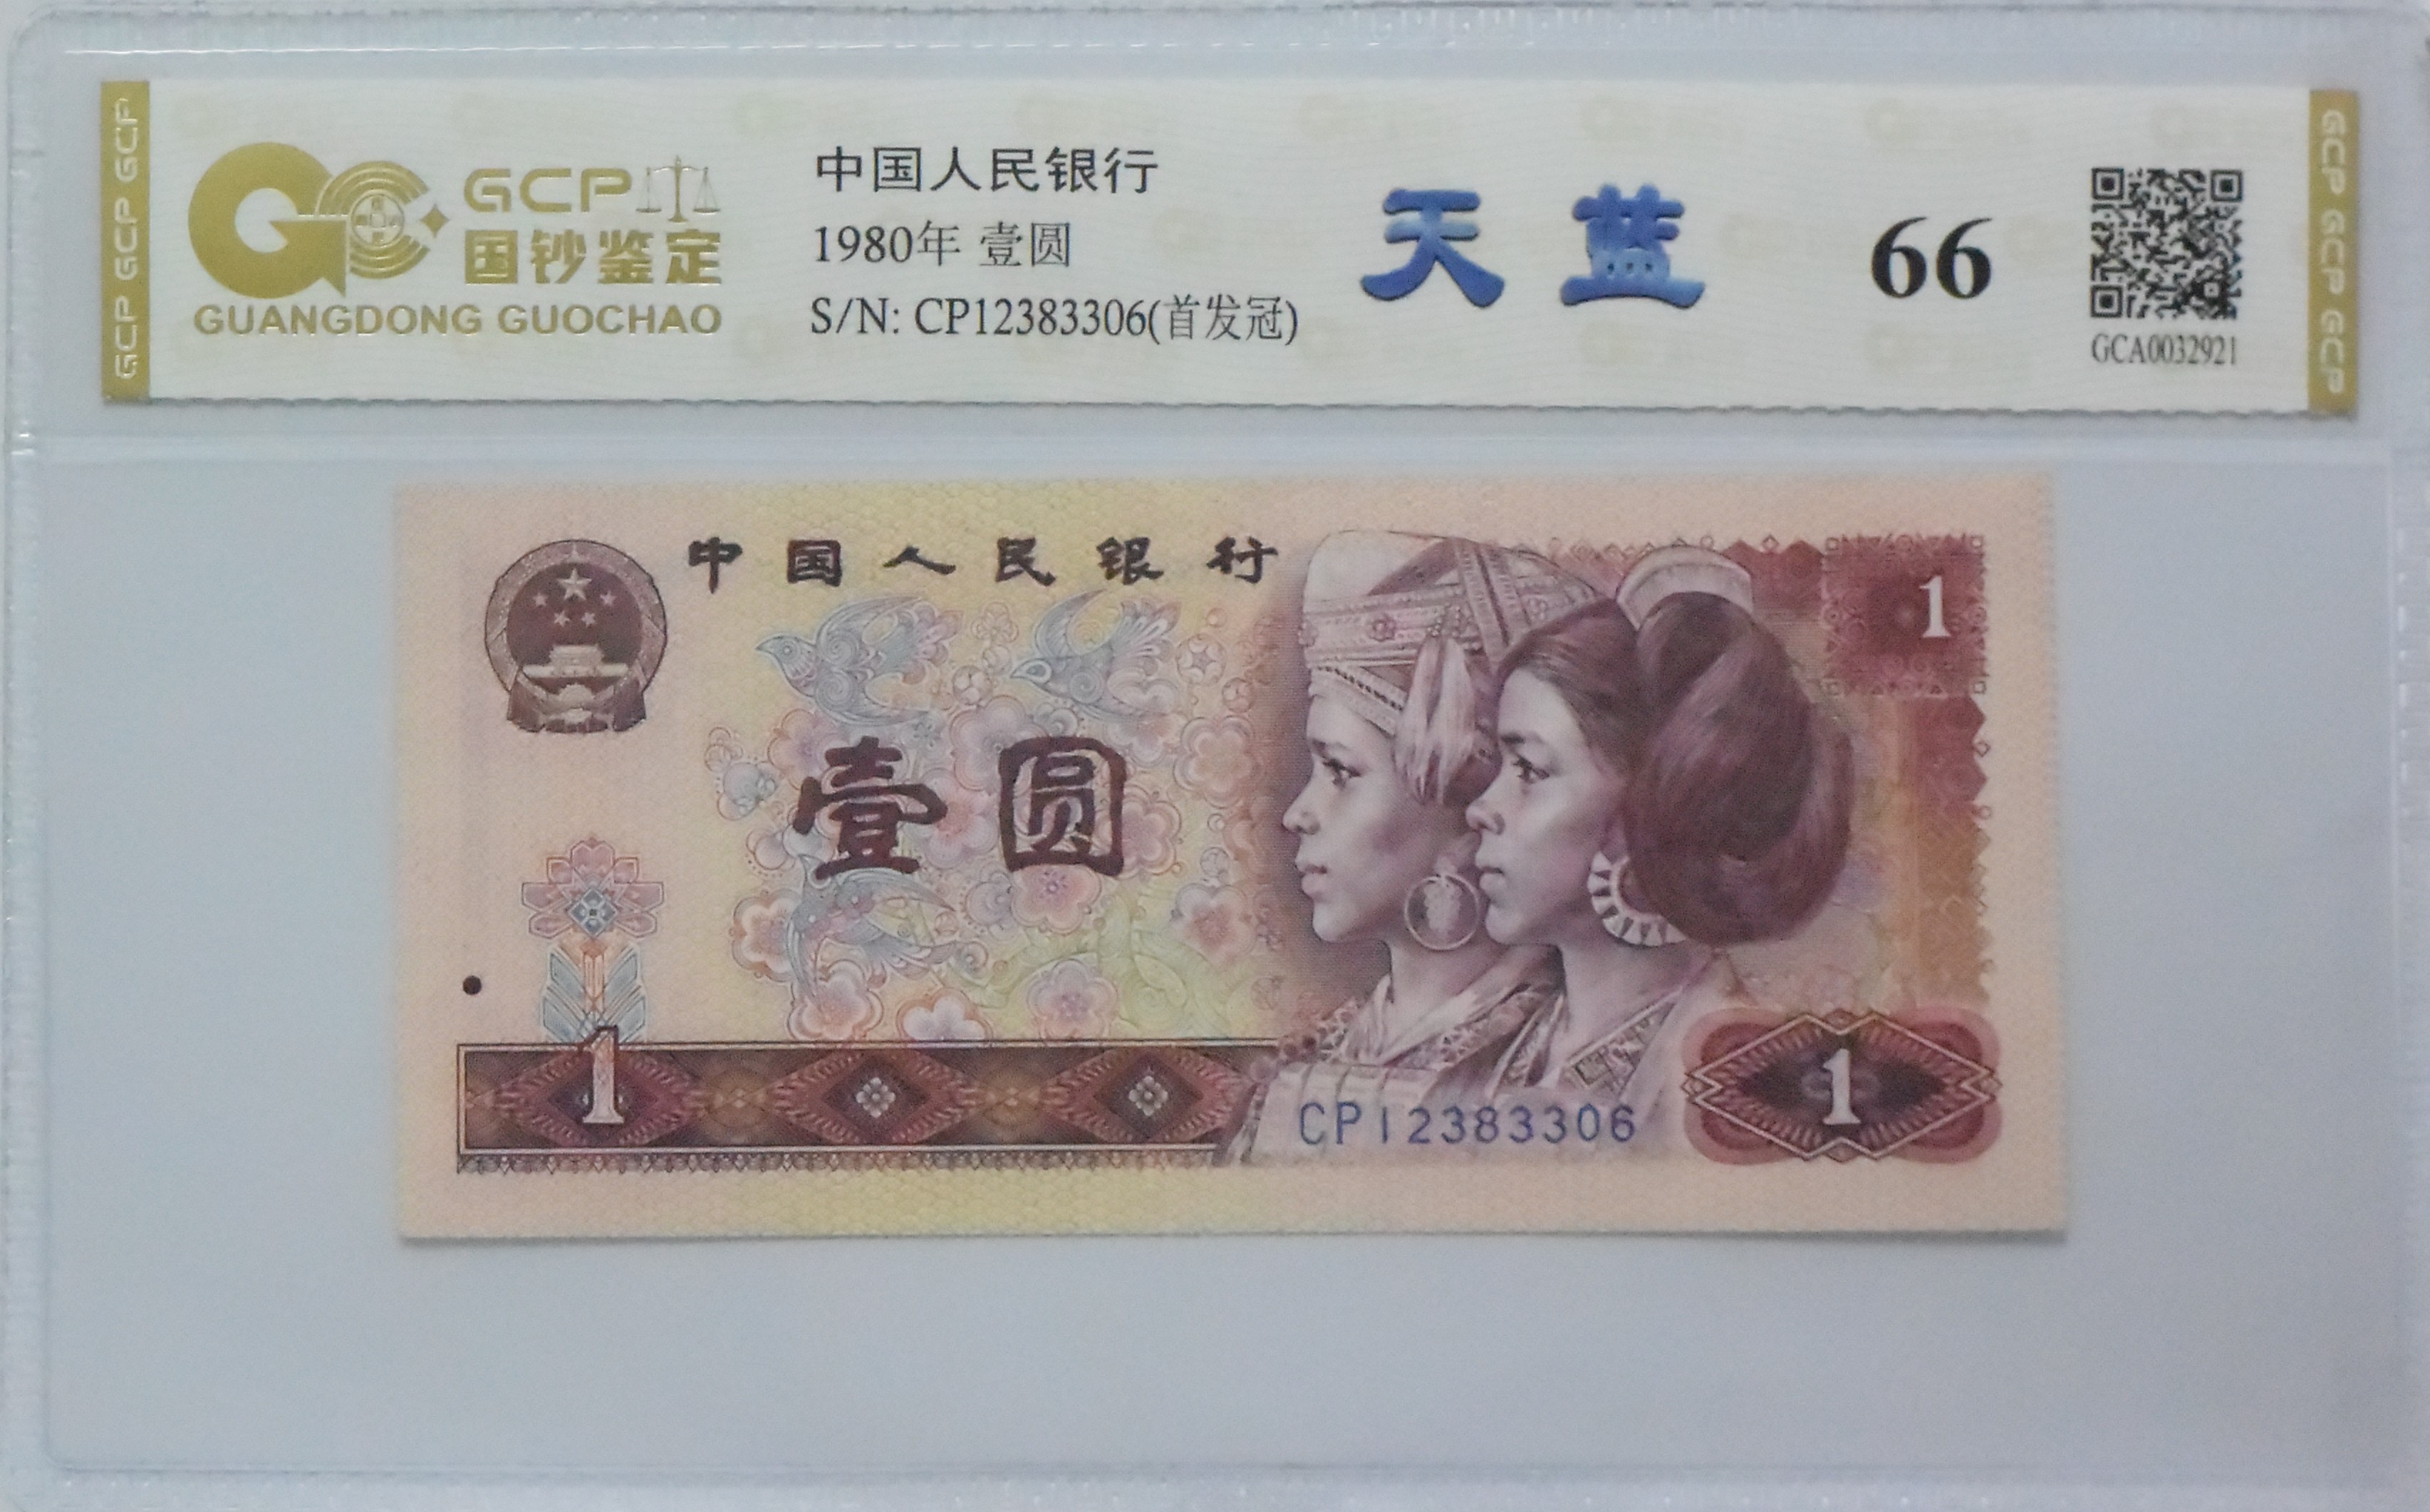 GCP GCP GCP
GCP
国钞鉴定
GUANGDONG GUOCHAO
中国人民银行
1980年 壹圆
S/N: CP12383306(首发冠)
天蓝
66
GCA0032921
GCP GCP GCP
中国人民银行
1
壹圆
1
CP12383306
1